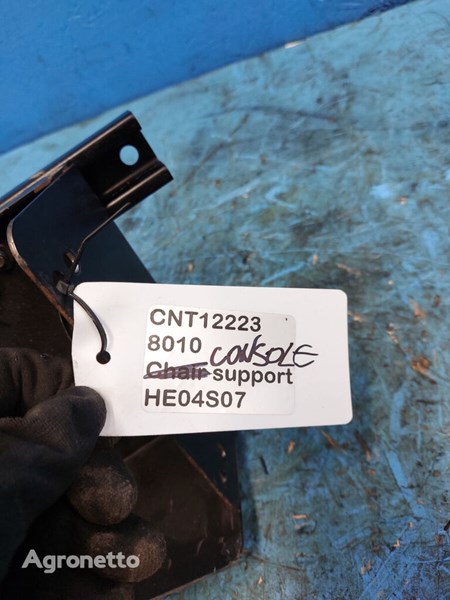 CNT12223
8010 CONSOLE
Chair support
HE04S07
Agronetto